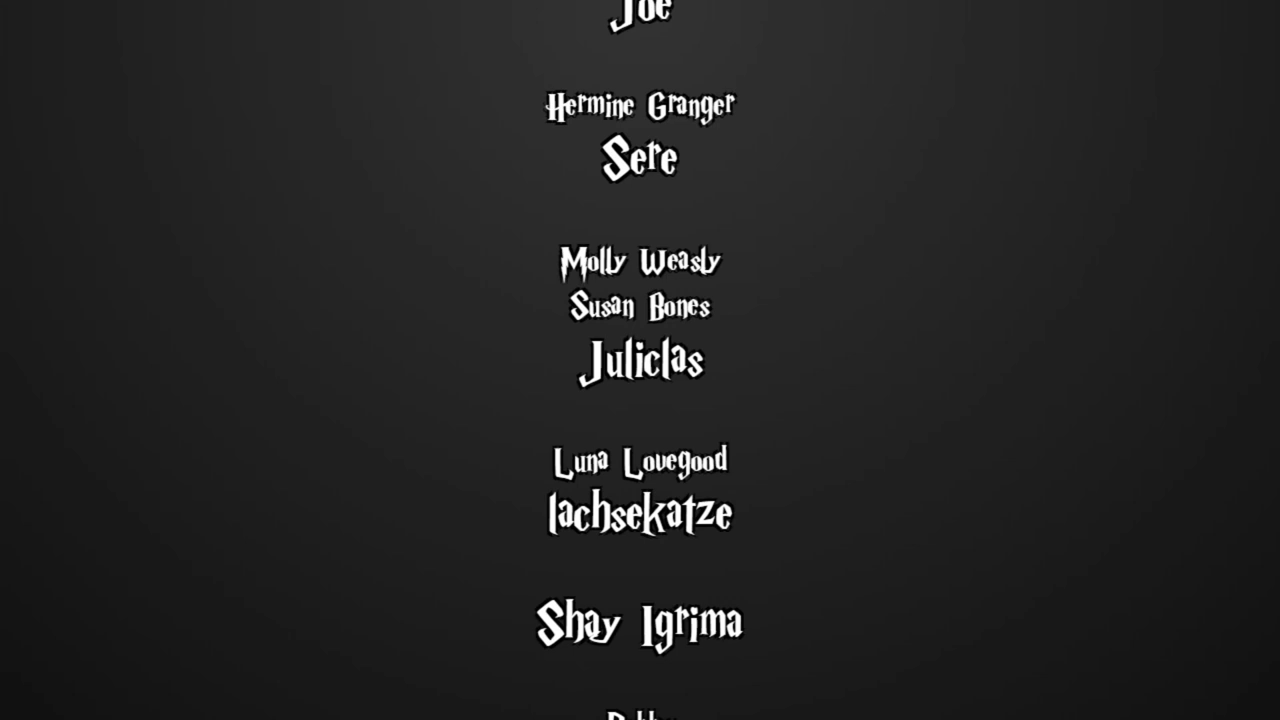 Joe
Hermine Granger
Sere
Molly Weasly
Susan Bones
Juliclas
Luna Lovegood
lachsekatze
Shay Igrima